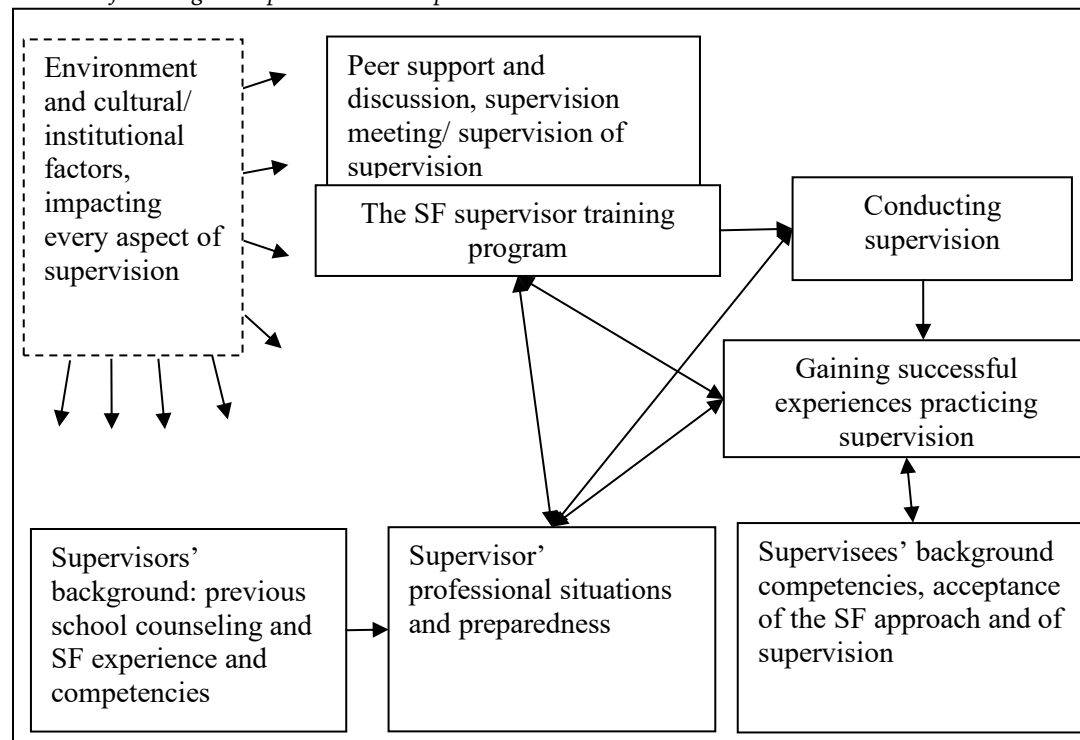 Environment
and cultural/
institutional
factors,
impacting
every aspect of
supervision
Peer support and
discussion, supervision
meeting/ supervision of
supervision
The SF supervisor training
program
Conducting
supervision
Gaining successful
experiences practicing
supervision
Supervisors’
background: previous
school counseling and
SF experience and
competencies
Supervisor’
professional situations
and preparedness
Supervisees’ background
competencies, acceptance
of the SF approach and of
supervision